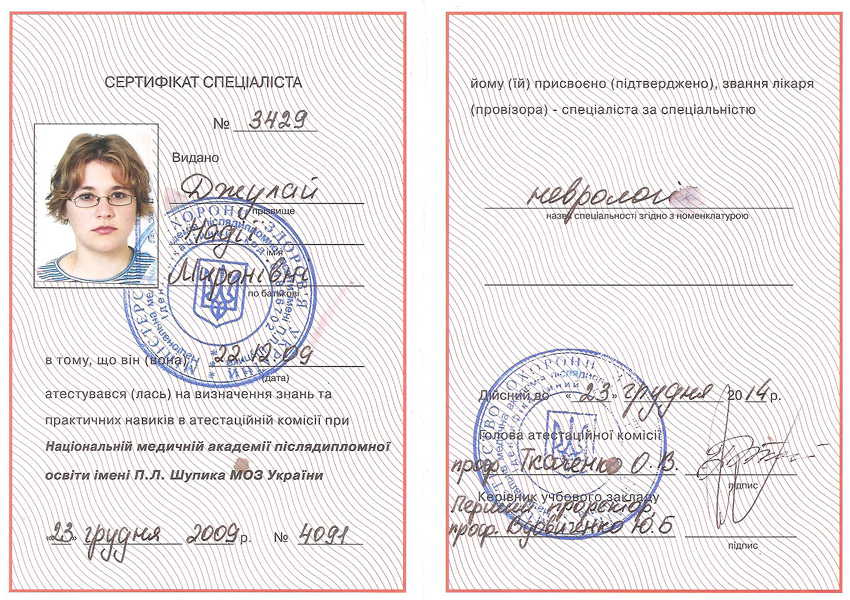 СЕРТИФІКАТ СПЕЦІАЛІСТА
№ 3429
Видано
Джулай
прізвище
Надії
ім'я
Миронівні
по батькові
в тому, що він (вона) 22.12.09
(дата)
атестувався (лась) на визначення знань та
практичних навиків в атестаційній комісії при
Національній медичній академії післядипломної
освіти імені П.Л. Шупика МОЗ України
«23» грудня 2009 р. № 4091
йому (їй) присвоєно (підтверджено), звання лікаря
(провізора) - спеціаліста за спеціальністю
неврологі
назва спеціальності згідно з номенклатурою
Дійсний до «23» грудня 2014 р.
Голова атестаційної комісії
проф. Ткаченко О.В.
підпис
Керівник учбового закладу
Перший проректор,
проф. Вдовиченко Ю.Б
підпис